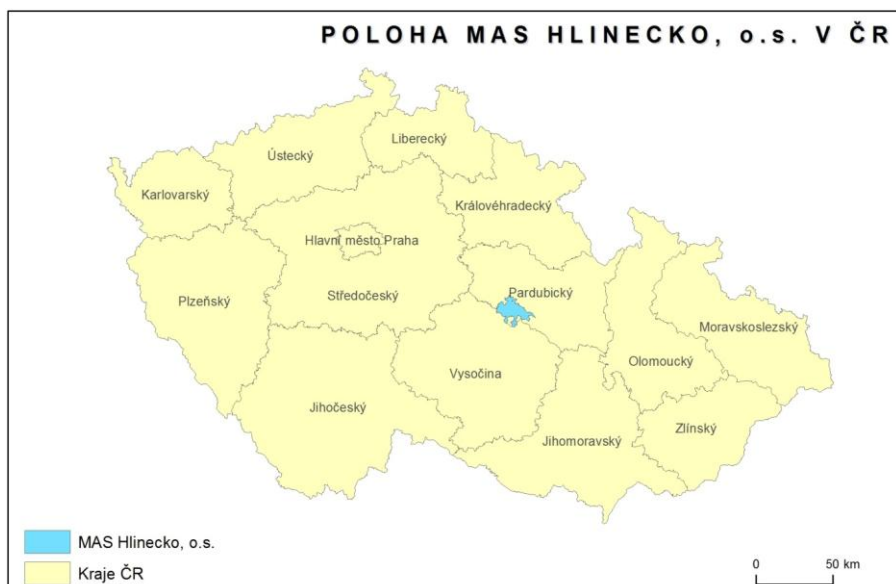 POLOHA MAS HLINECKO, o.s. V ČR
Liberecký
Ústecký
Karlovarský
Královéhradecký
Hlavní město Praha
Plzeňský
Středočeský
Pardubický
Moravskoslezský
Olomoucký
Vysočina
Jihočeský
Jihomoravský
Zlínský
MAS Hlinecko, o.s.
Kraje ČR
0 50 km